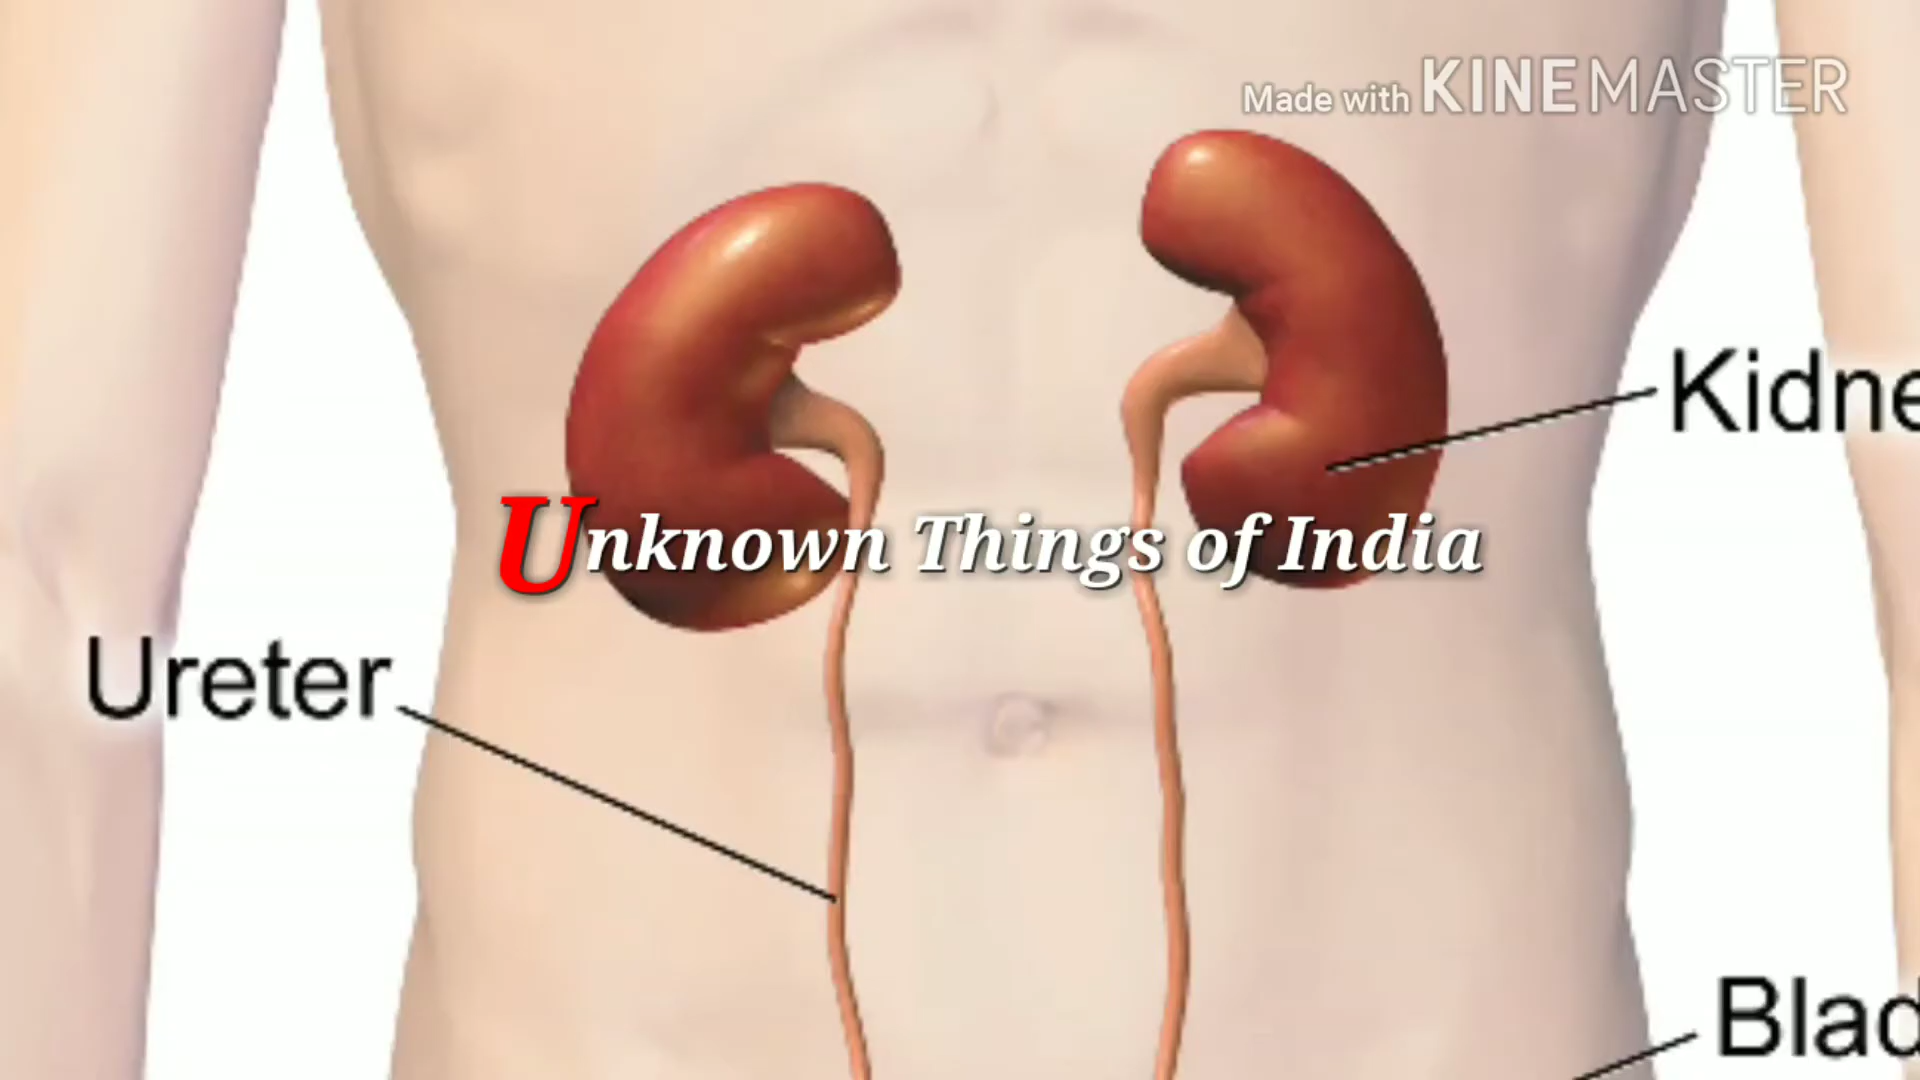 Made with KINEMASTER
Kidne
Unknown Things of India
Ureter
Blad